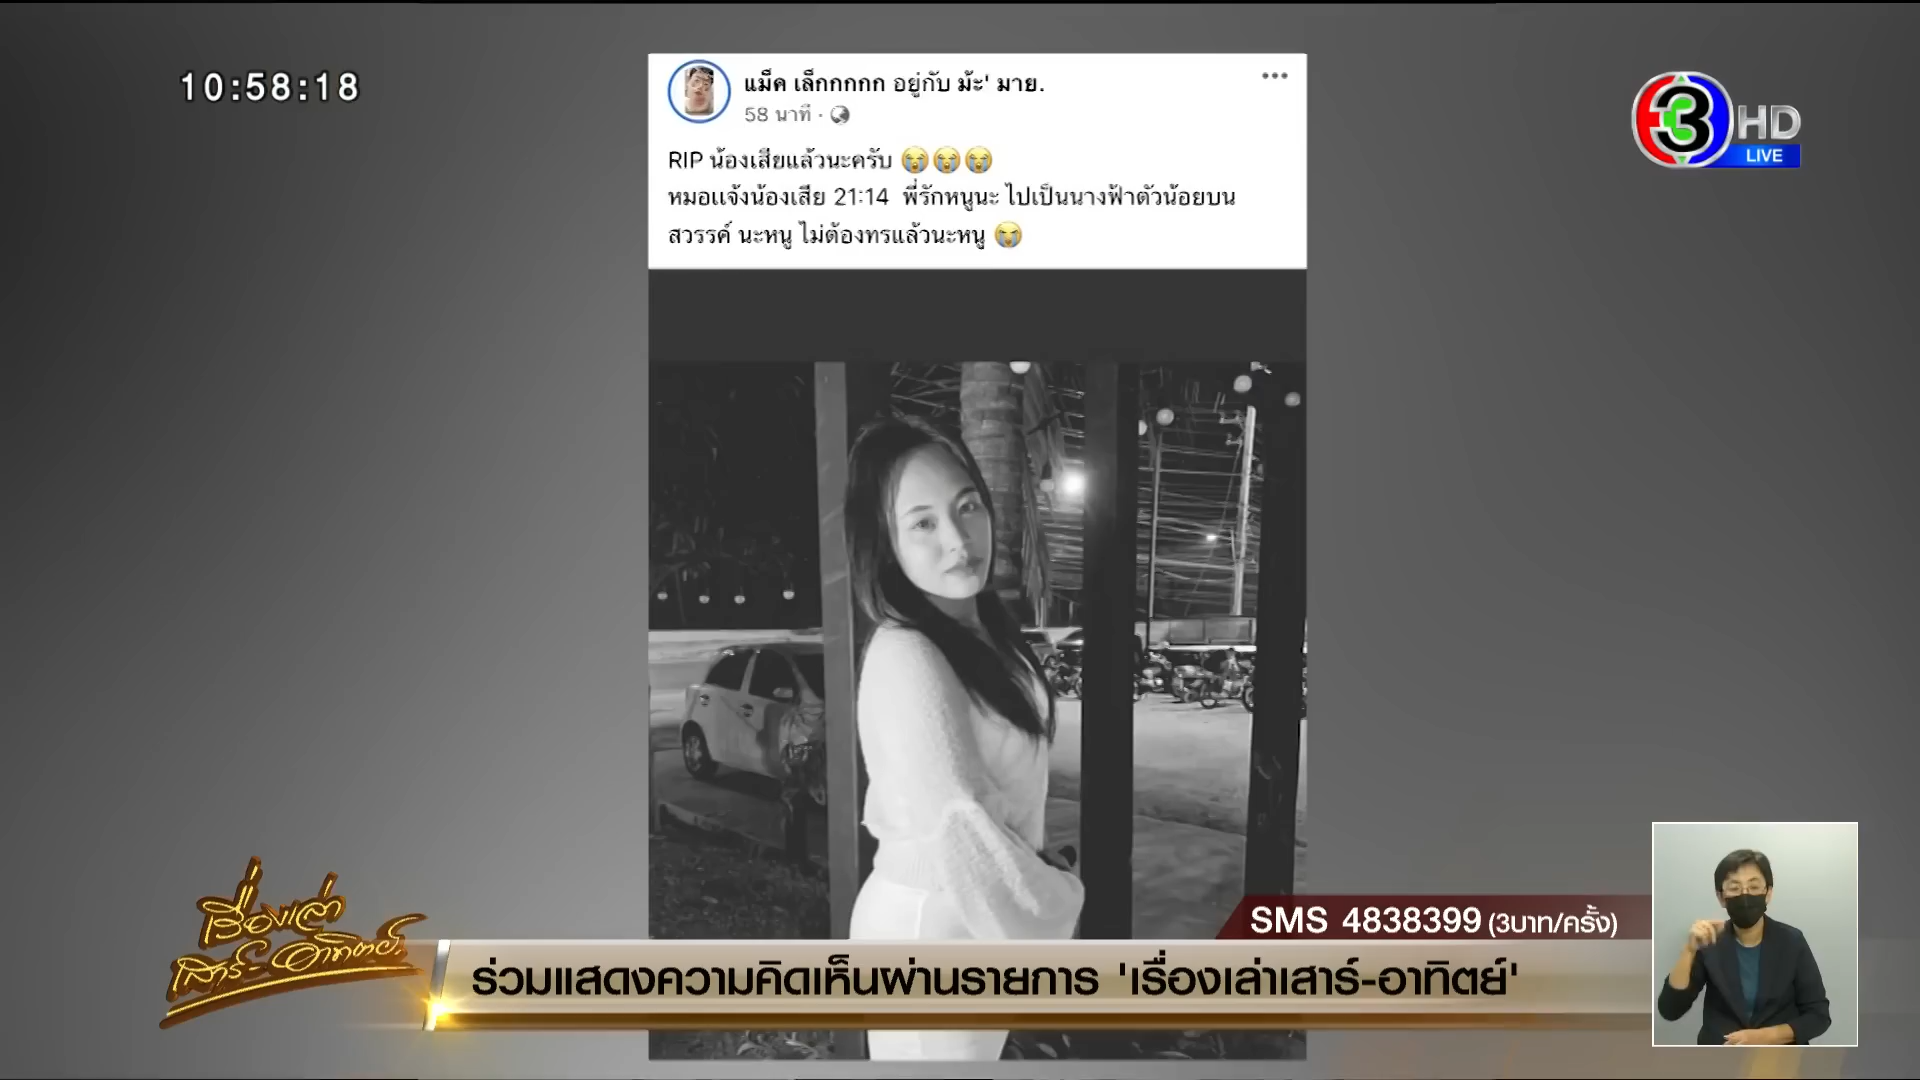 10:58:18
3 HD
LIVE
แม็ค เล็กกกกก อยู่กับ ม้ะ' มาย.
58 นาที ·
RIP น้องเสียแล้วนะครับ 😭😭😭
หมอแจ้งน้องเสีย 21:14 พี่รักหนูนะ ไปเป็นนางฟ้าตัวน้อยบน
สวรรค์ นะหนู ไม่ต้องทรแล้วนะหนู 😭
SMS 4838399 (3บาท/ครั้ง)
เรื่องเล่า
เสาร์-อาทิตย์
ร่วมแสดงความคิดเห็นผ่านรายการ 'เรื่องเล่าเสาร์-อาทิตย์'